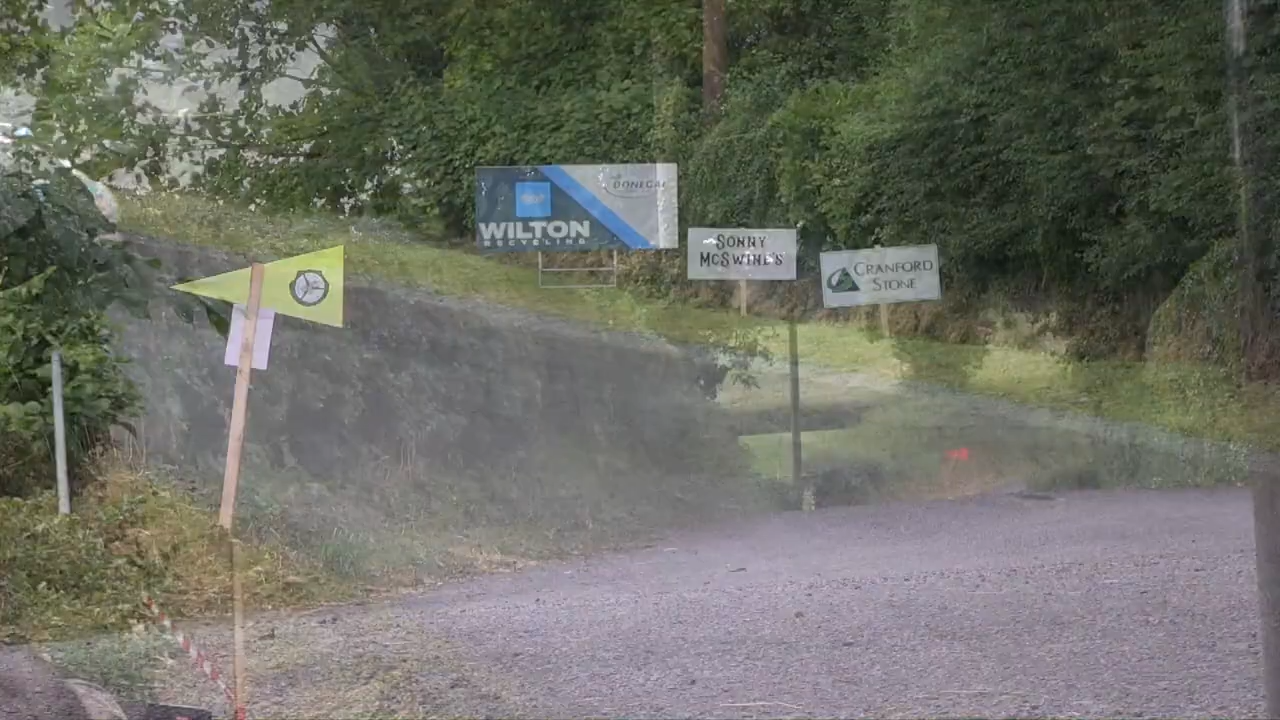 DONEGAL
WILTON
RECYCLING
SONNY
MCSWINE'S
CRANFORD
STONE